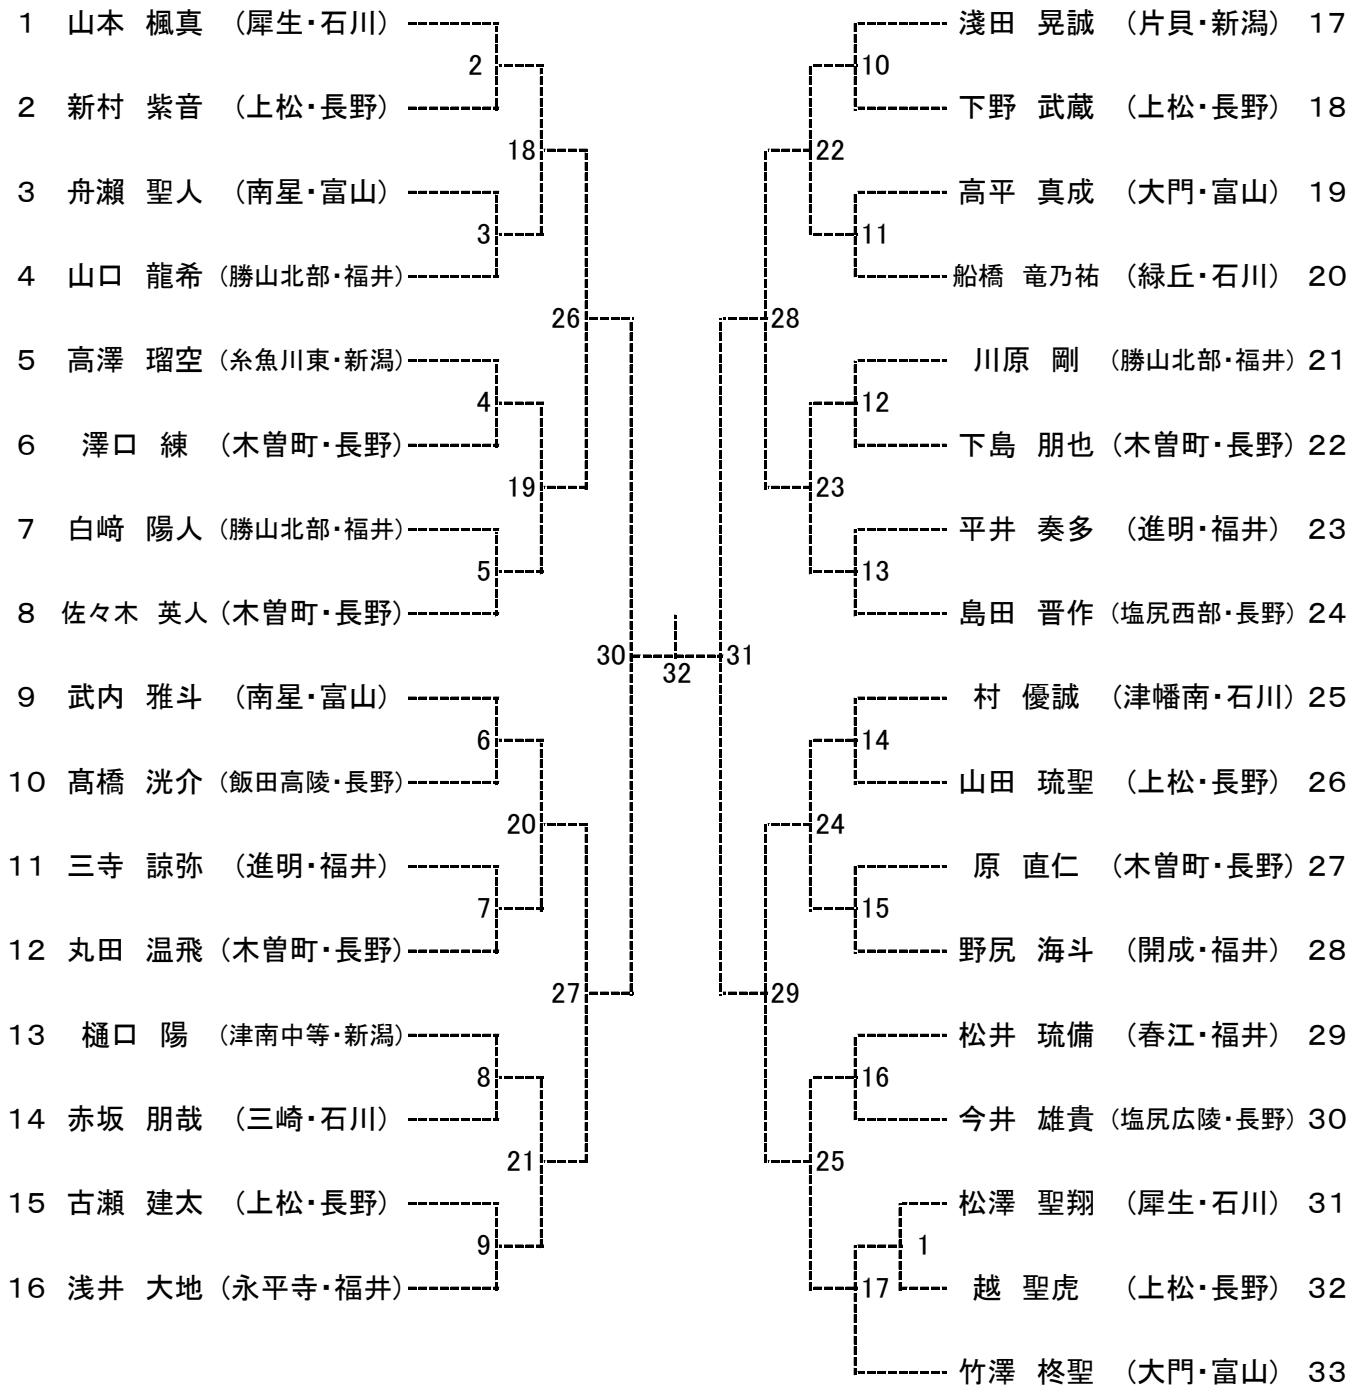 1 山本 楓真 (犀生・石川)
2
2 新村 紫音 (上松・長野)
18
3 舟瀬 聖人 (南星・富山)
3
4 山口 龍希 (勝山北部・福井)
26
5 高澤 瑠空 (糸魚川東・新潟)
4
6 澤口 練 (木曽町・長野)
19
7 白﨑 陽人 (勝山北部・福井)
5
8 佐々木 英人 (木曽町・長野)
30
9 武内 雅斗 (南星・富山)
6
10 髙橋 洸介 (飯田高陵・長野)
20
11 三寺 諒弥 (進明・福井)
7
12 丸田 温飛 (木曽町・長野)
27
13 樋口 陽 (津南中等・新潟)
8
14 赤坂 朋哉 (三崎・石川)
21
15 古瀬 建太 (上松・長野)
9
16 浅井 大地 (永平寺・福井)
32
淺田 晃誠 (片貝・新潟) 17
10
下野 武蔵 (上松・長野) 18
22
高平 真成 (大門・富山) 19
11
船橋 竜乃祐 (緑丘・石川) 20
28
川原 剛 (勝山北部・福井) 21
12
下島 朋也 (木曽町・長野) 22
23
平井 奏多 (進明・福井) 23
13
島田 晋作 (塩尻西部・長野) 24
31
村 優誠 (津幡南・石川) 25
14
山田 琉聖 (上松・長野) 26
24
原 直仁 (木曽町・長野) 27
15
野尻 海斗 (開成・福井) 28
29
松井 琉備 (春江・福井) 29
16
今井 雄貴 (塩尻広陵・長野) 30
25
松澤 聖翔 (犀生・石川) 31
1
越 聖虎 (上松・長野) 32
17
竹澤 柊聖 (大門・富山) 33